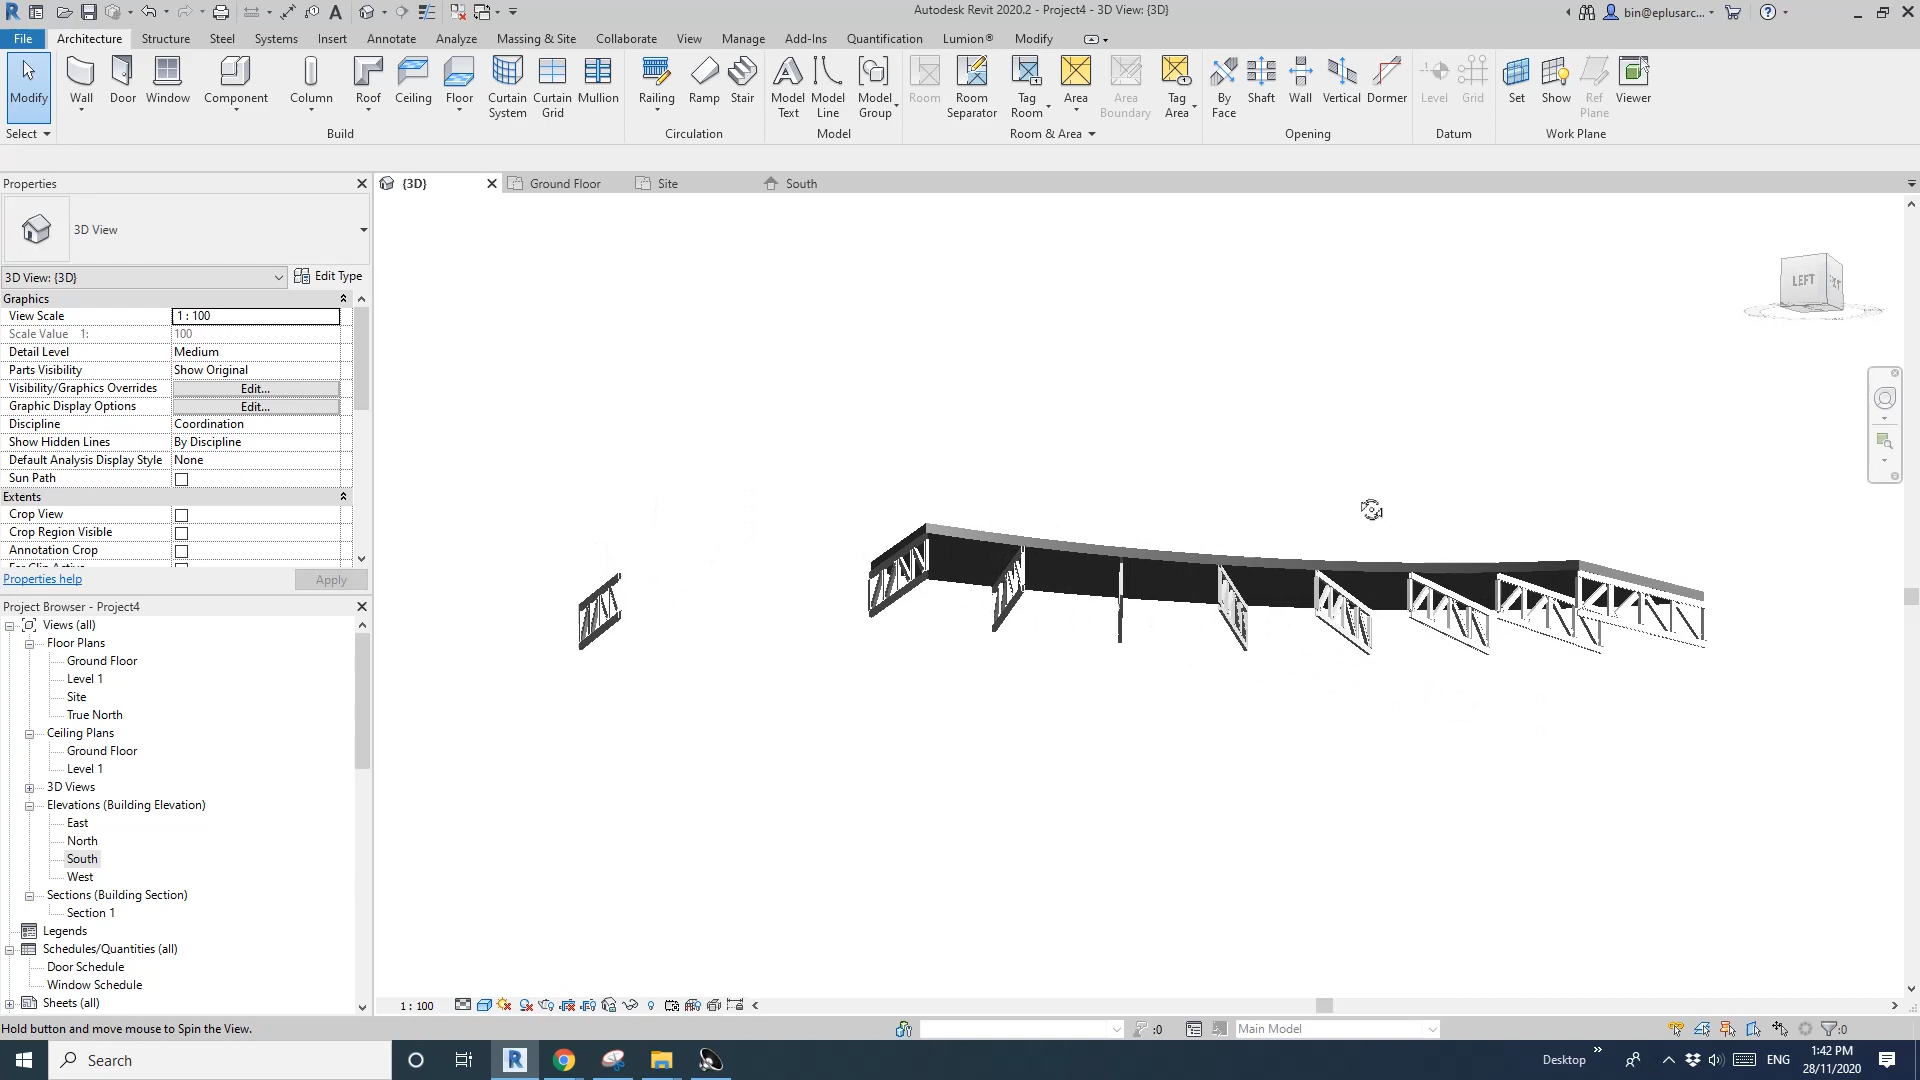 Autodesk Revit 2020.2 - Project4 - 3D View: {3D}
bin@eplusarc...
File Architecture Structure Steel Systems Insert Annotate Analyze Massing & Site Collaborate View Manage Add-Ins Quantification Lumion® Modify
Modify Wall Door Window Component Column Roof Ceiling Floor Curtain System Curtain Grid Mullion Railing Ramp Stair Model Text Model Line Model Group Room Room Separator Tag Room Area Area Boundary Tag Area By Face Shaft Wall Vertical Dormer Level Grid Set Show Ref Plane Viewer
Select Build Circulation Model Room & Area Opening Datum Work Plane
Properties
{3D} Ground Floor Site South
3D View
3D View: {3D} Edit Type
Graphics
View Scale 1 : 100
Scale Value 1: 100
Detail Level Medium
Parts Visibility Show Original
Visibility/Graphics Overrides Edit...
Graphic Display Options Edit...
Discipline Coordination
Show Hidden Lines By Discipline
Default Analysis Display Style None
Sun Path
Extents
Crop View
Crop Region Visible
Annotation Crop
Properties help Apply
LEFT
Project Browser - Project4
Views (all)
Floor Plans
Ground Floor
Level 1
Site
True North
Ceiling Plans
Ground Floor
Level 1
3D Views
Elevations (Building Elevation)
East
North
South
West
Sections (Building Section)
Section 1
Legends
Schedules/Quantities (all)
Door Schedule
Window Schedule
Sheets (all)
1 : 100
Hold button and move mouse to Spin the View.
:0
Main Model
:0
Search
Desktop
ENG
1:42 PM
28/11/2020